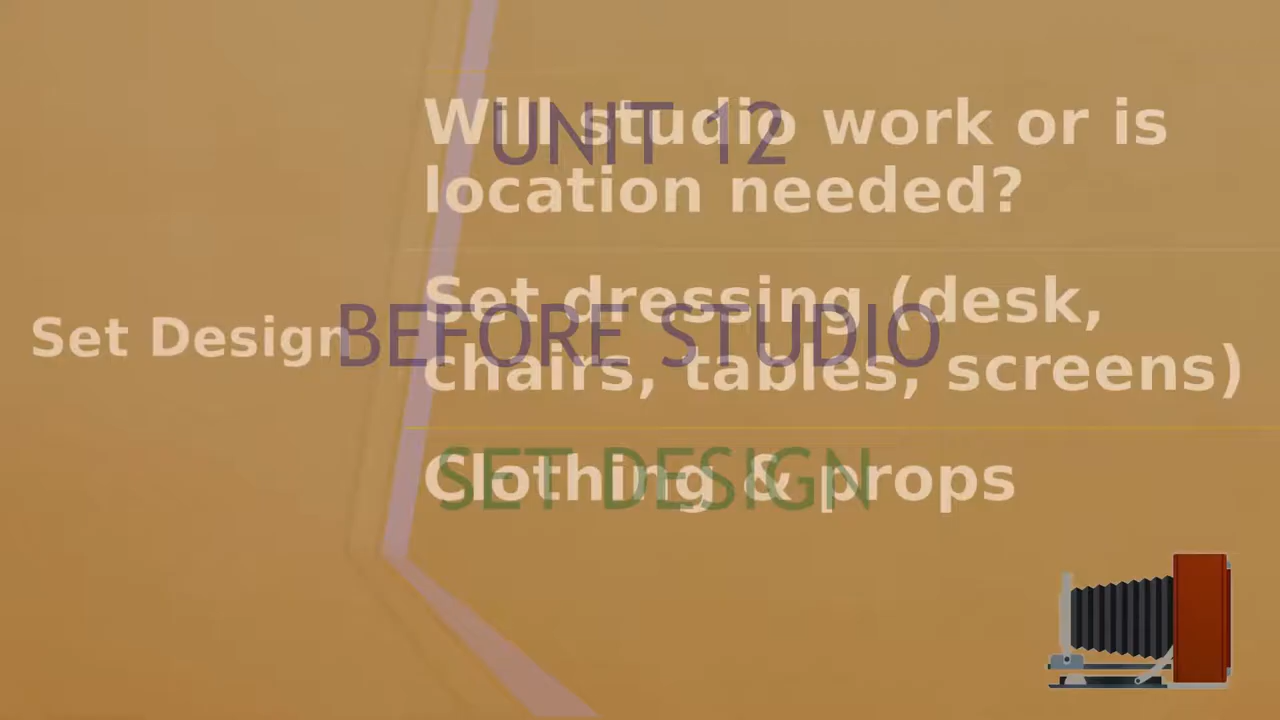 UNIT 12
BEFORE STUDIO
SET DESIGN
Set Design
Will studio work or is
location needed?
Set dressing (desk,
chairs, tables, screens)
Clothing & props